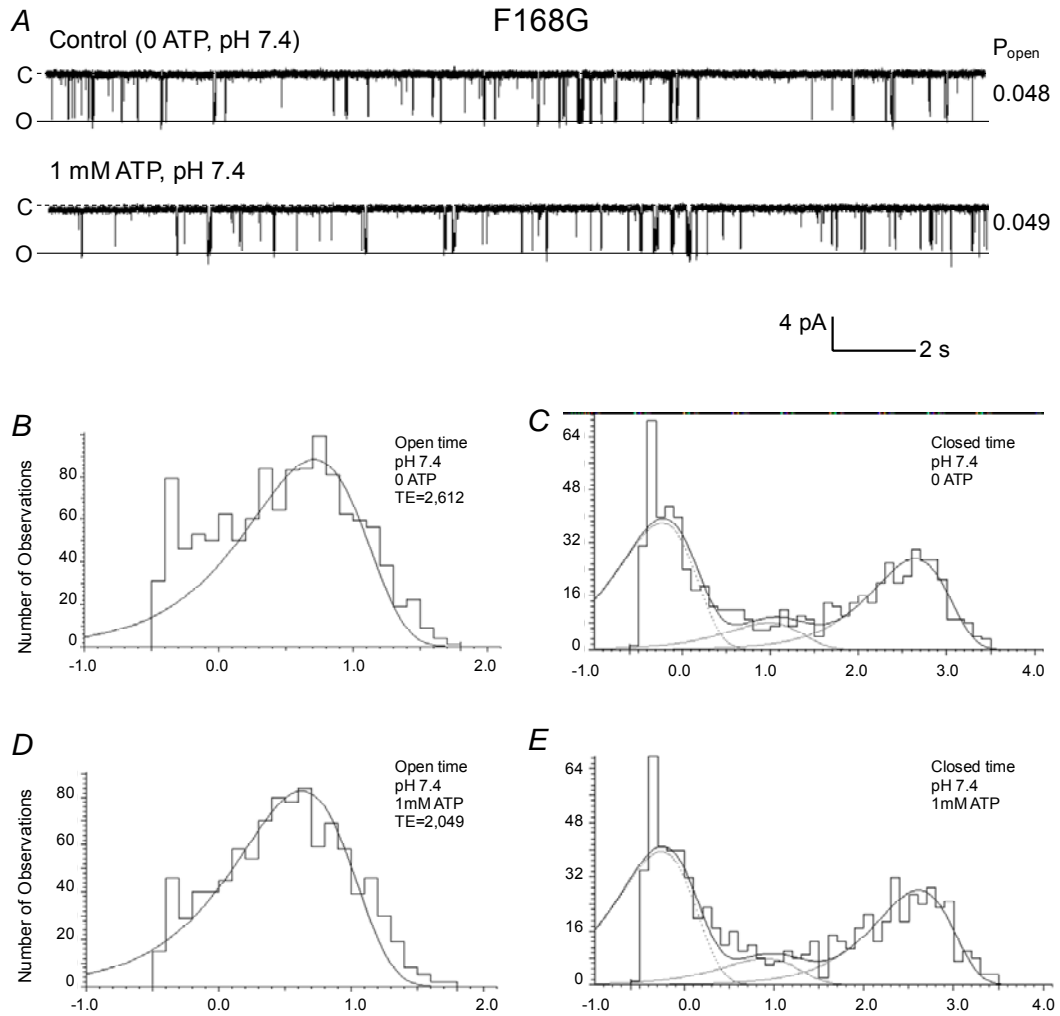 A
F168G
Control (0 ATP, pH 7.4)
Popen
C
0.048
O
1 mM ATP, pH 7.4
C
0.049
O
4 pA
2 s
B
Number of Observations
80
60
40
20
0
-1.0 0.0 1.0 2.0
Open time
pH 7.4
0 ATP
TE=2,612
C
64
48
32
16
0
-1.0 0.0 1.0 2.0 3.0 4.0
Closed time
pH 7.4
0 ATP
D
Number of Observations
80
60
40
20
0
-1.0 0.0 1.0 2.0
Open time
pH 7.4
1mM ATP
TE=2,049
E
64
48
32
16
0
-1.0 0.0 1.0 2.0 3.0 4.0
Closed time
pH 7.4
1mM ATP